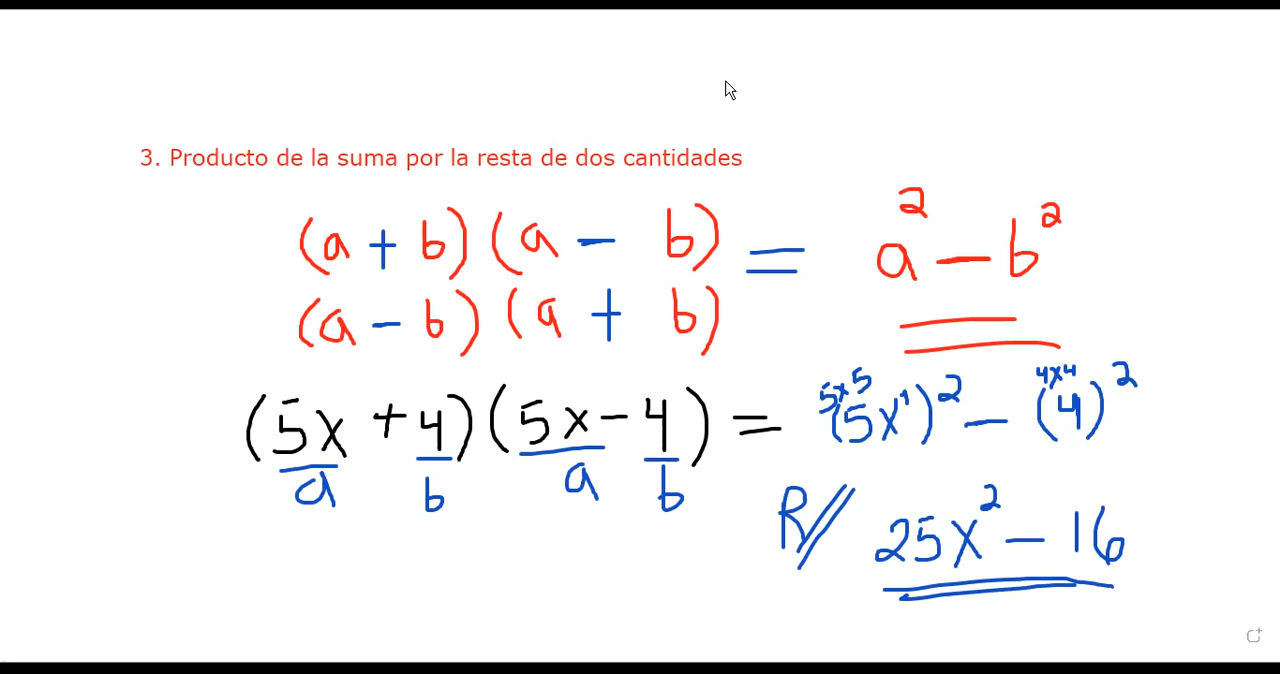 3. Producto de la suma por la resta de dos cantidades
(a + b) (a - b) = a² - b²
(a - b) (a + b)
5x5 4x4
(5x + 4) (5x - 4) = (5x¹)² - (4)²
a b a b
R// 25x² - 16